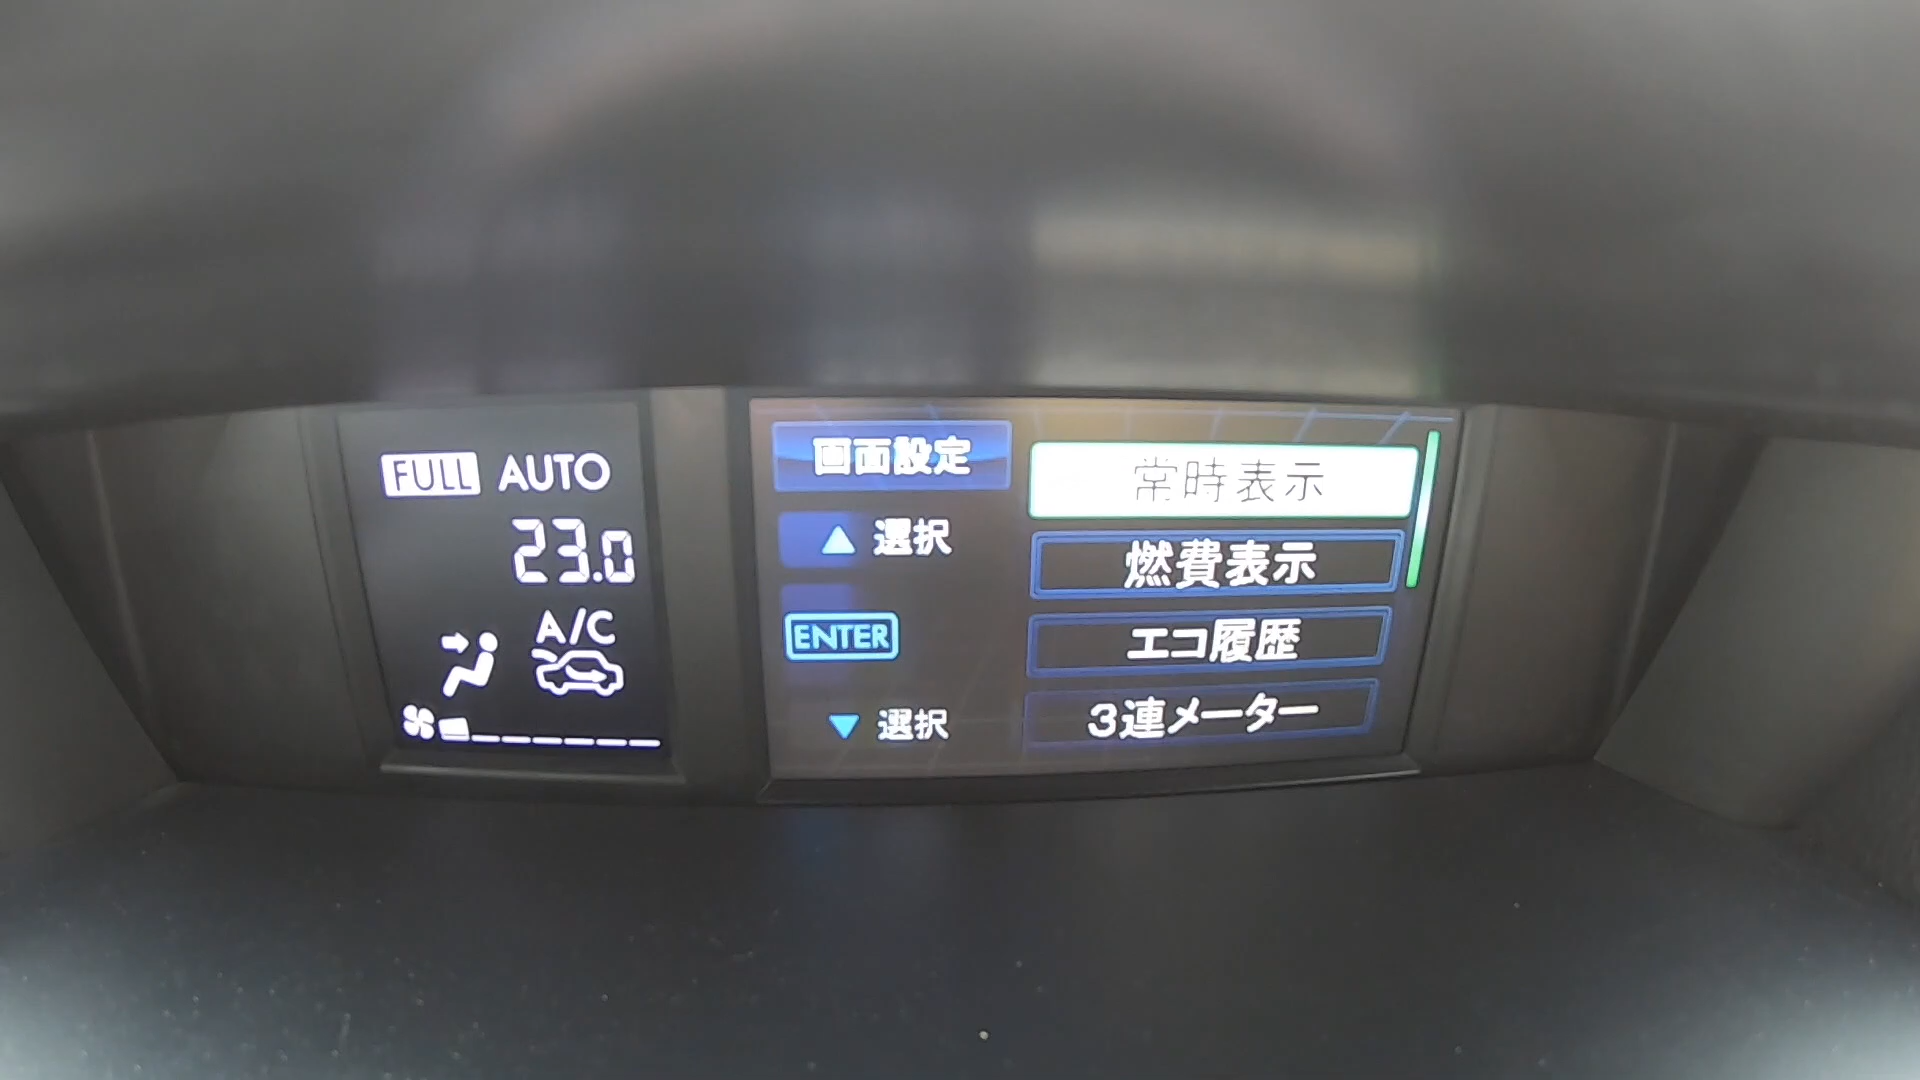 FULL AUTO
23.0
A/C
画面設定
▲ 選択
ENTER
▼ 選択
常時表示
燃費表示
エコ履歴
3連メーター